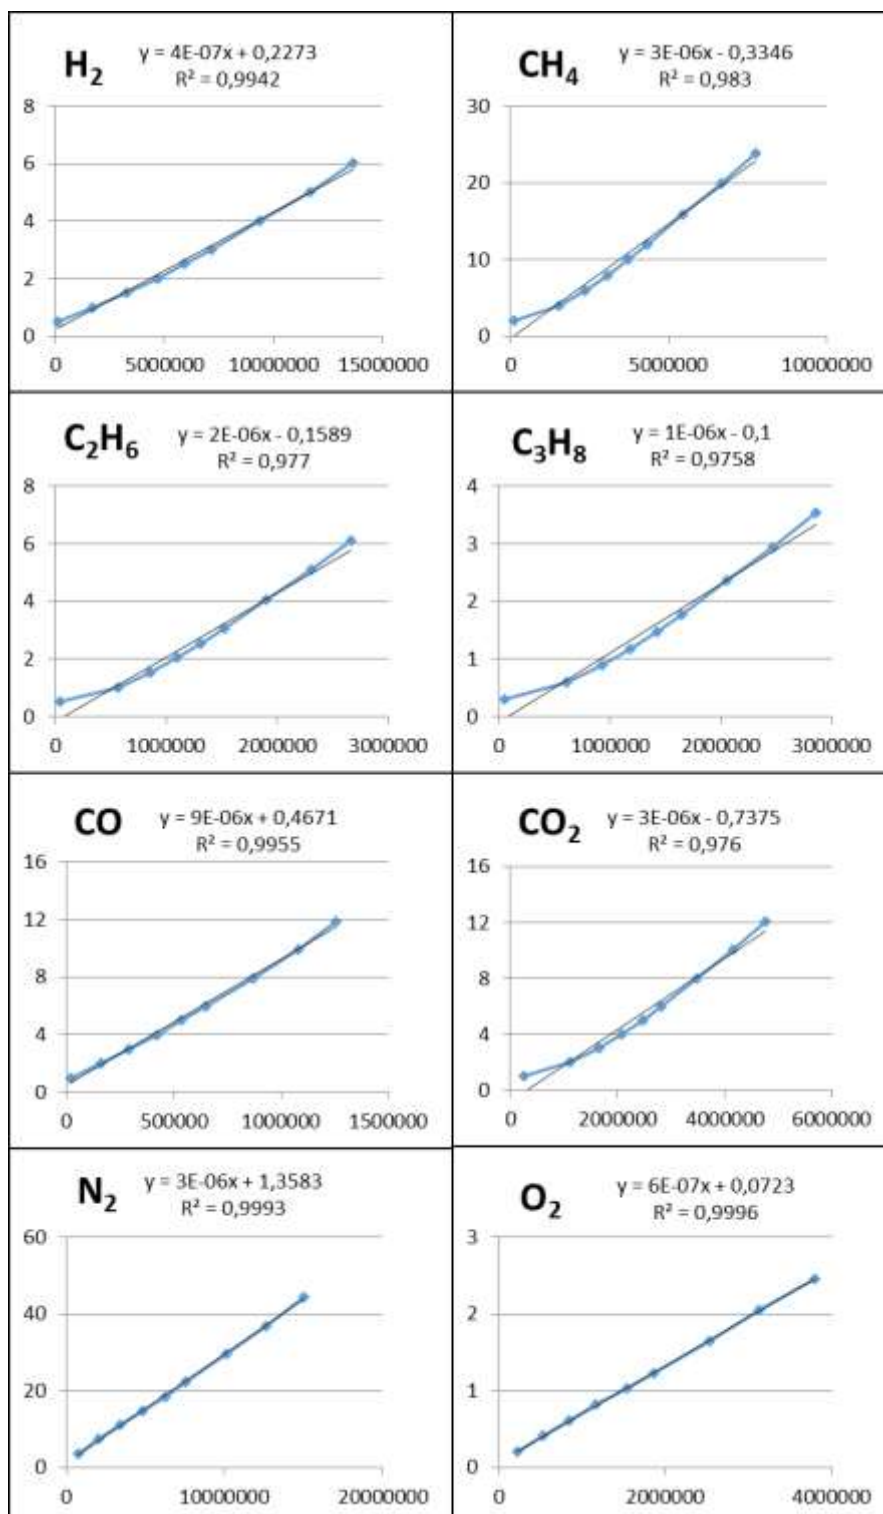 H₂
y = 4E-07x + 0,2273
R² = 0,9942
8
6
4
2
0
0 5000000 10000000 15000000
CH₄
y = 3E-06x - 0,3346
R² = 0,983
30
20
10
0
0 5000000 10000000
C₂H₆
y = 2E-06x - 0,1589
R² = 0,977
8
6
4
2
0
0 1000000 2000000 3000000
C₃H₈
y = 1E-06x - 0,1
R² = 0,9758
4
3
2
1
0
0 1000000 2000000 3000000
CO
y = 9E-06x + 0,4671
R² = 0,9955
16
12
8
4
0
0 500000 1000000 1500000
CO₂
y = 3E-06x - 0,7375
R² = 0,976
16
12
8
4
0
0 2000000 4000000 6000000
N₂
y = 3E-06x + 1,3583
R² = 0,9993
60
40
20
0
0 10000000 20000000
O₂
y = 6E-07x + 0,0723
R² = 0,9996
3
2
1
0
0 2000000 4000000